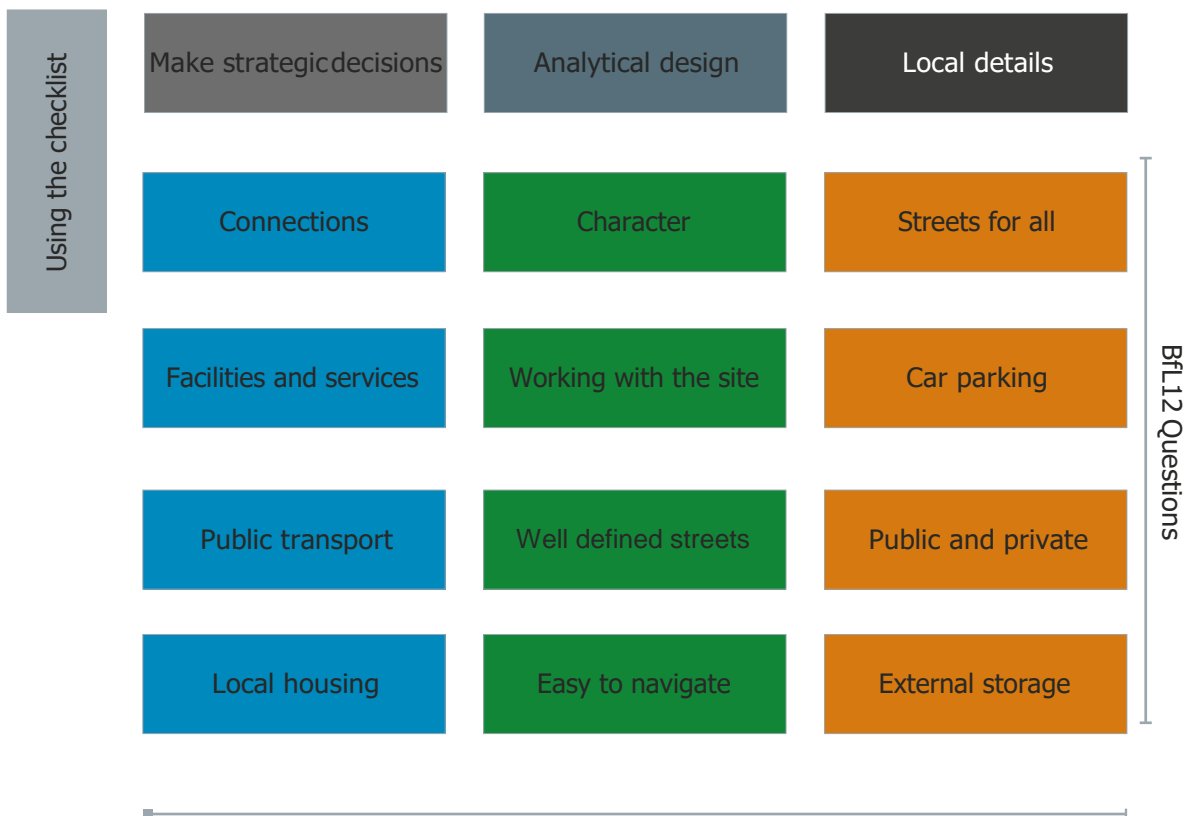 Using the checklist
Make strategic decisions
Analytical design
Local details
Connections
Character
Streets for all
Facilities and services
Working with the site
Car parking
Public transport
Well defined streets
Public and private
Local housing
Easy to navigate
External storage
BfL12 Questions